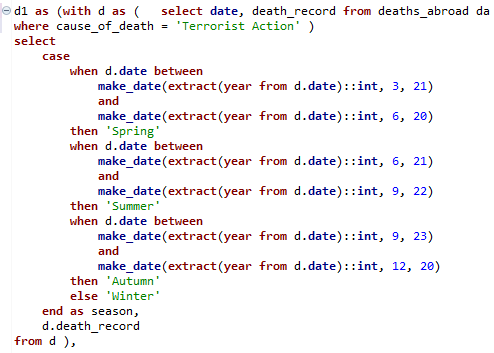 d1 as (with d as (   select date, death_record from deaths_abroad da
where cause_of_death = 'Terrorist Action' )
select
    case
        when d.date between
            make_date(extract(year from d.date)::int, 3, 21)
            and
            make_date(extract(year from d.date)::int, 6, 20)
        then 'Spring'
        when d.date between
            make_date(extract(year from d.date)::int, 6, 21)
            and
            make_date(extract(year from d.date)::int, 9, 22)
        then 'Summer'
        when d.date between
            make_date(extract(year from d.date)::int, 9, 23)
            and
            make_date(extract(year from d.date)::int, 12, 20)
        then 'Autumn'
        else 'Winter'
    end as season,
    d.death_record
from d ),